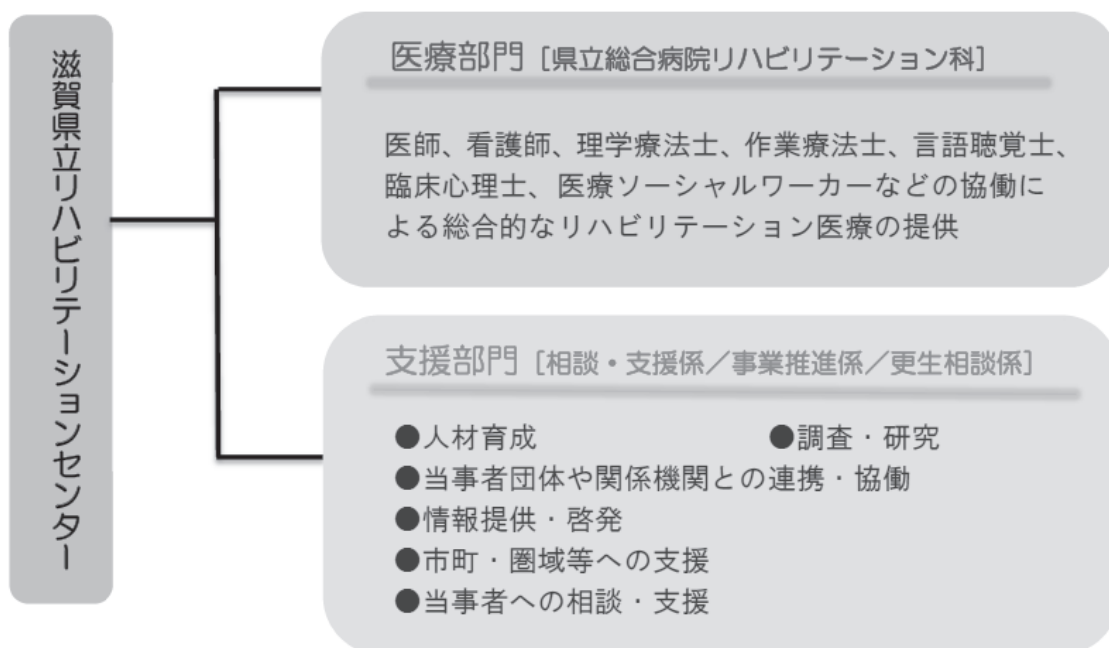 滋賀県立リハビリテーションセンター
医療部門［県立総合病院リハビリテーション科］
医師、看護師、理学療法士、作業療法士、言語聴覚士、
臨床心理士、医療ソーシャルワーカーなどの協働に
よる総合的なリハビリテーション医療の提供
支援部門［相談・支援係／事業推進係／更生相談係］
●人材育成 ●調査・研究
●当事者団体や関係機関との連携・協働
●情報提供・啓発
●市町・圏域等への支援
●当事者への相談・支援